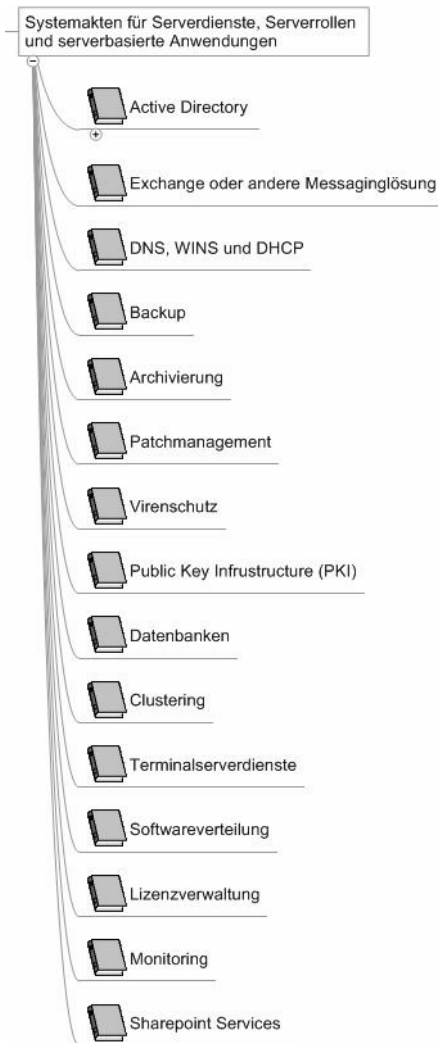 Systemakten für Serverdienste, Serverrollen
und serverbasierte Anwendungen
Active Directory
Exchange oder andere Messaginglösung
DNS, WINS und DHCP
Backup
Archivierung
Patchmanagement
Virenschutz
Public Key Infrustructure (PKI)
Datenbanken
Clustering
Terminalserverdienste
Softwareverteilung
Lizenzverwaltung
Monitoring
Sharepoint Services